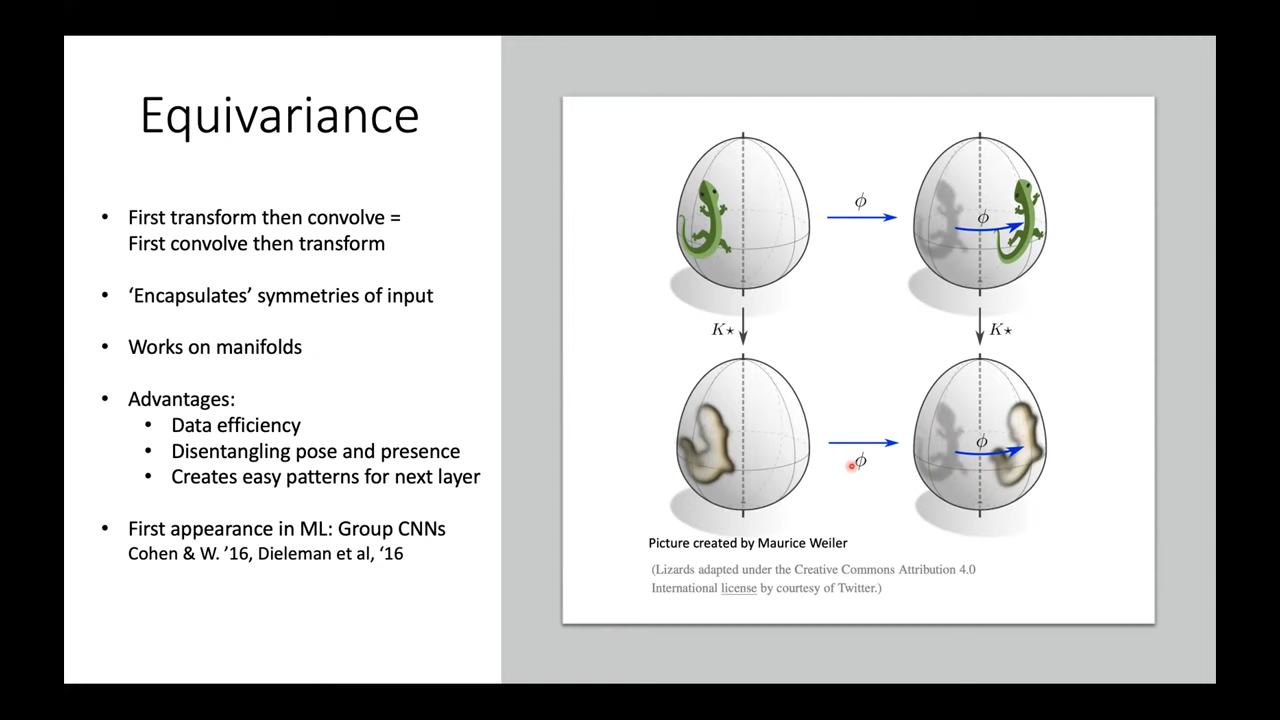 Equivariance
• First transform then convolve =
First convolve then transform
• ‘Encapsulates’ symmetries of input
• Works on manifolds
• Advantages:
• Data efficiency
• Disentangling pose and presence
• Creates easy patterns for next layer
• First appearance in ML: Group CNNs
Cohen & W. ’16, Dieleman et al, ‘16
ϕ
ϕ
K⋆
K⋆
ϕ
ϕ
Picture created by Maurice Weiler
(Lizards adapted under the Creative Commons Attribution 4.0
International license by courtesy of Twitter.)